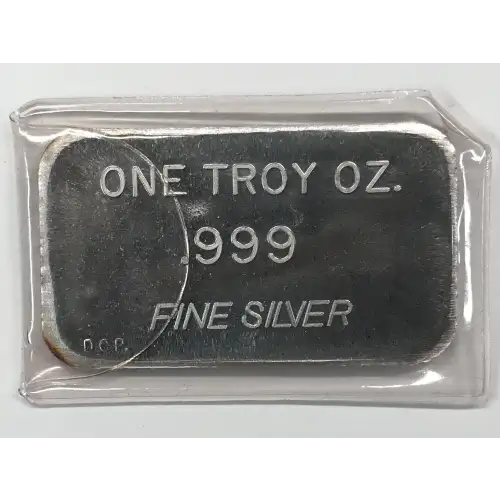 ONE TROY OZ.
.999
FINE SILVER
D.C.P.